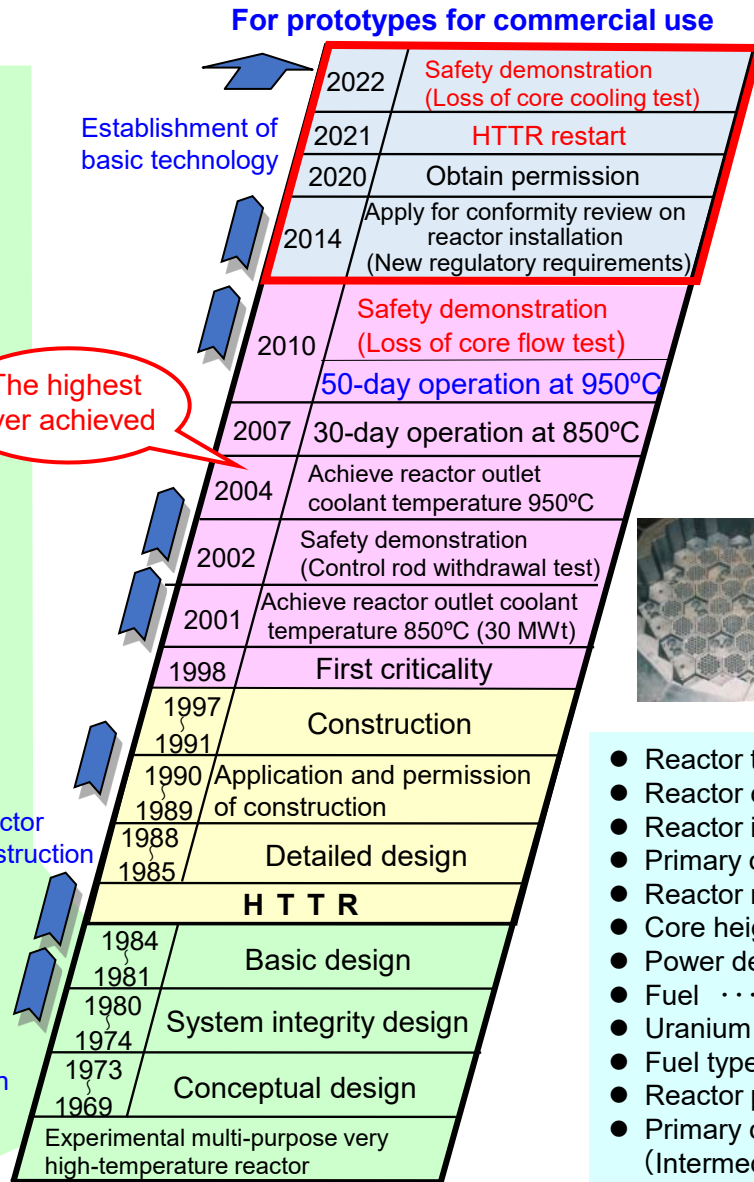 For prototypes for commercial use
2022
Safety demonstration
(Loss of core cooling test)
Establishment of
basic technology
2021
HTTR restart
2020
Obtain permission
2014
Apply for conformity review on
reactor installation
(New regulatory requirements)
2010
Safety demonstration
(Loss of core flow test)
50-day operation at 950ºC
The highest
achieved
2007
30-day operation at 850ºC
2004
Achieve reactor outlet
coolant temperature 950ºC
2002
Safety demonstration
(Control rod withdrawal test)
2001
Achieve reactor outlet coolant
temperature 850ºC (30 MWt)
1998
First criticality
1997
~
1991
Construction
1990
~
1989
Application and permission
of construction
1988
~
1985
Detailed design
H T T R
1984
~
1981
Basic design
1980
~
1974
System integrity design
1973
~
1969
Conceptual design
Experimental multi-purpose very
high-temperature reactor
● Reactor
● Reactor
● Reactor
● Primary
● Reactor
● Core
● Power
● Fuel ···
● Uranium
● Fuel type
● Reactor
● Primary